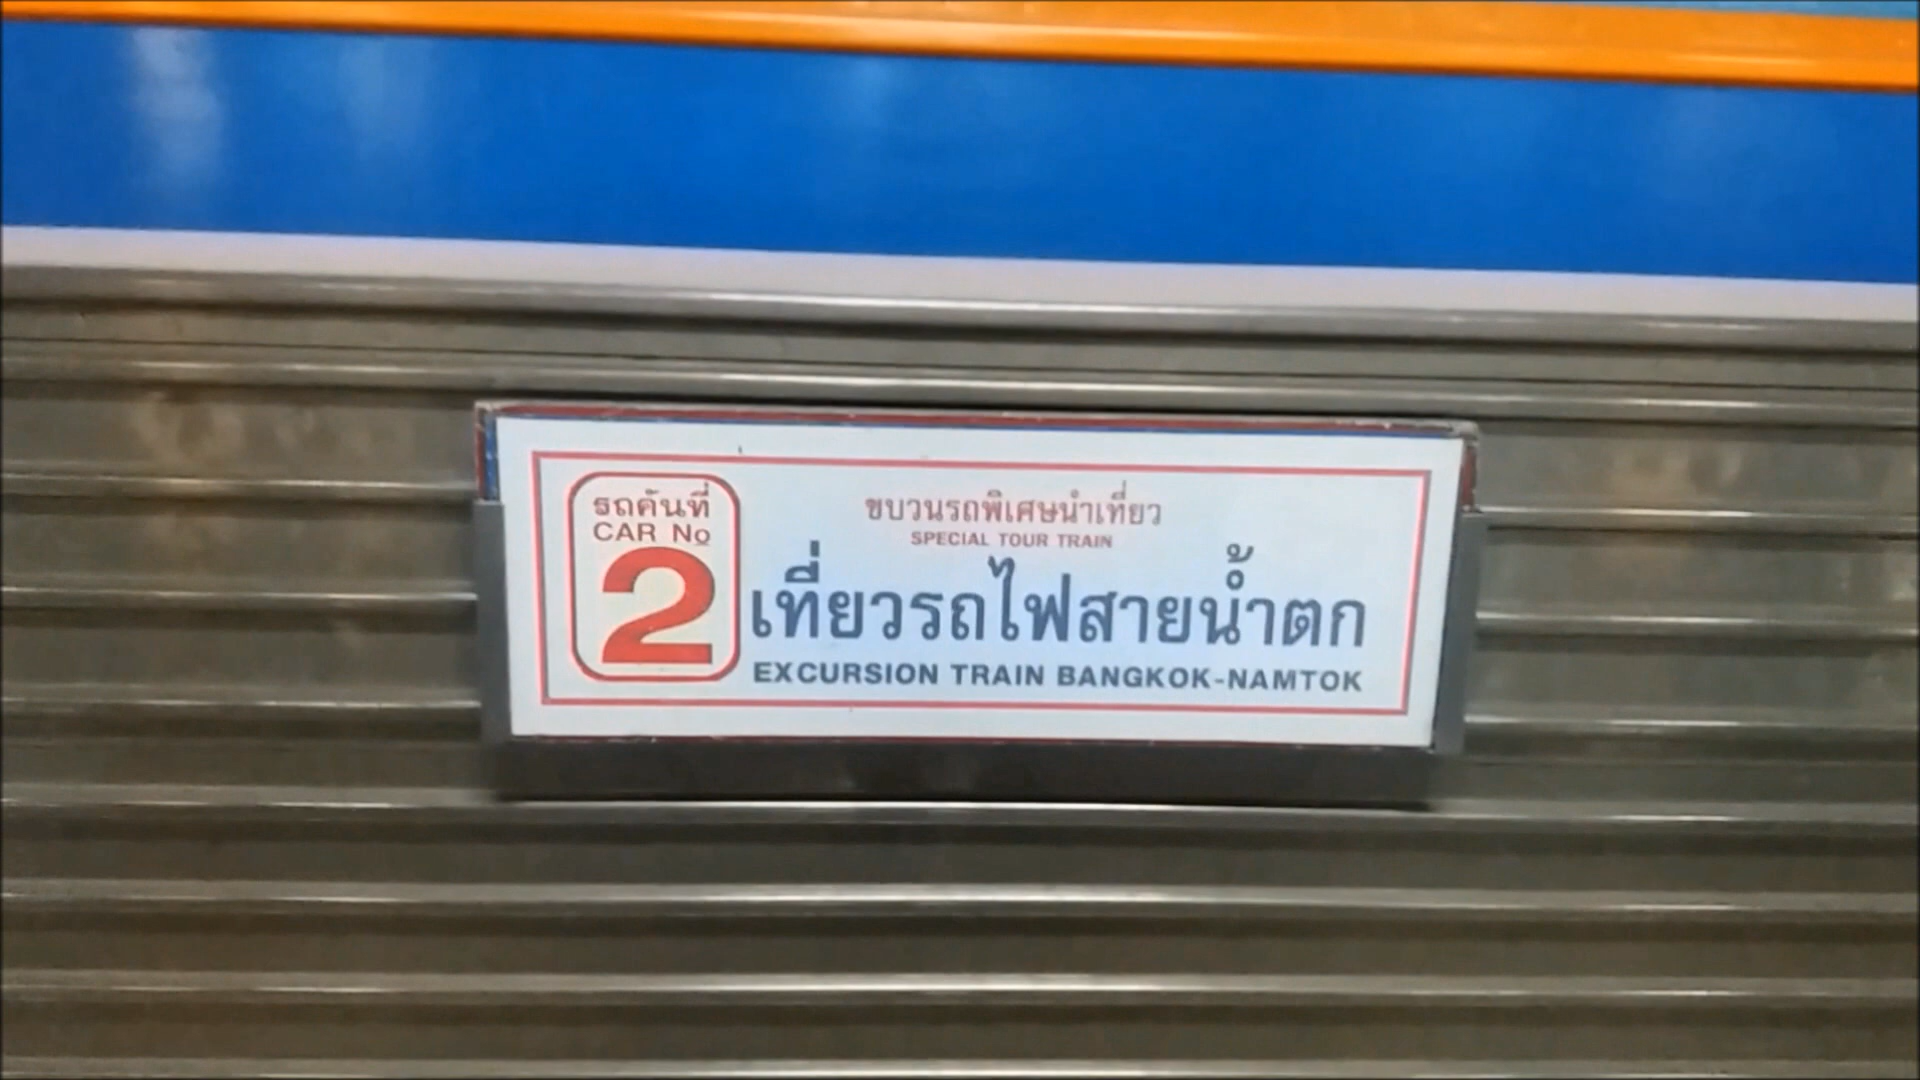 รถคันที่
CAR No
2
ขบวนรถพิเศษนำเที่ยว
SPECIAL TOUR TRAIN
เที่ยวรถไฟสายน้ำตก
EXCURSION TRAIN BANGKOK-NAMTOK